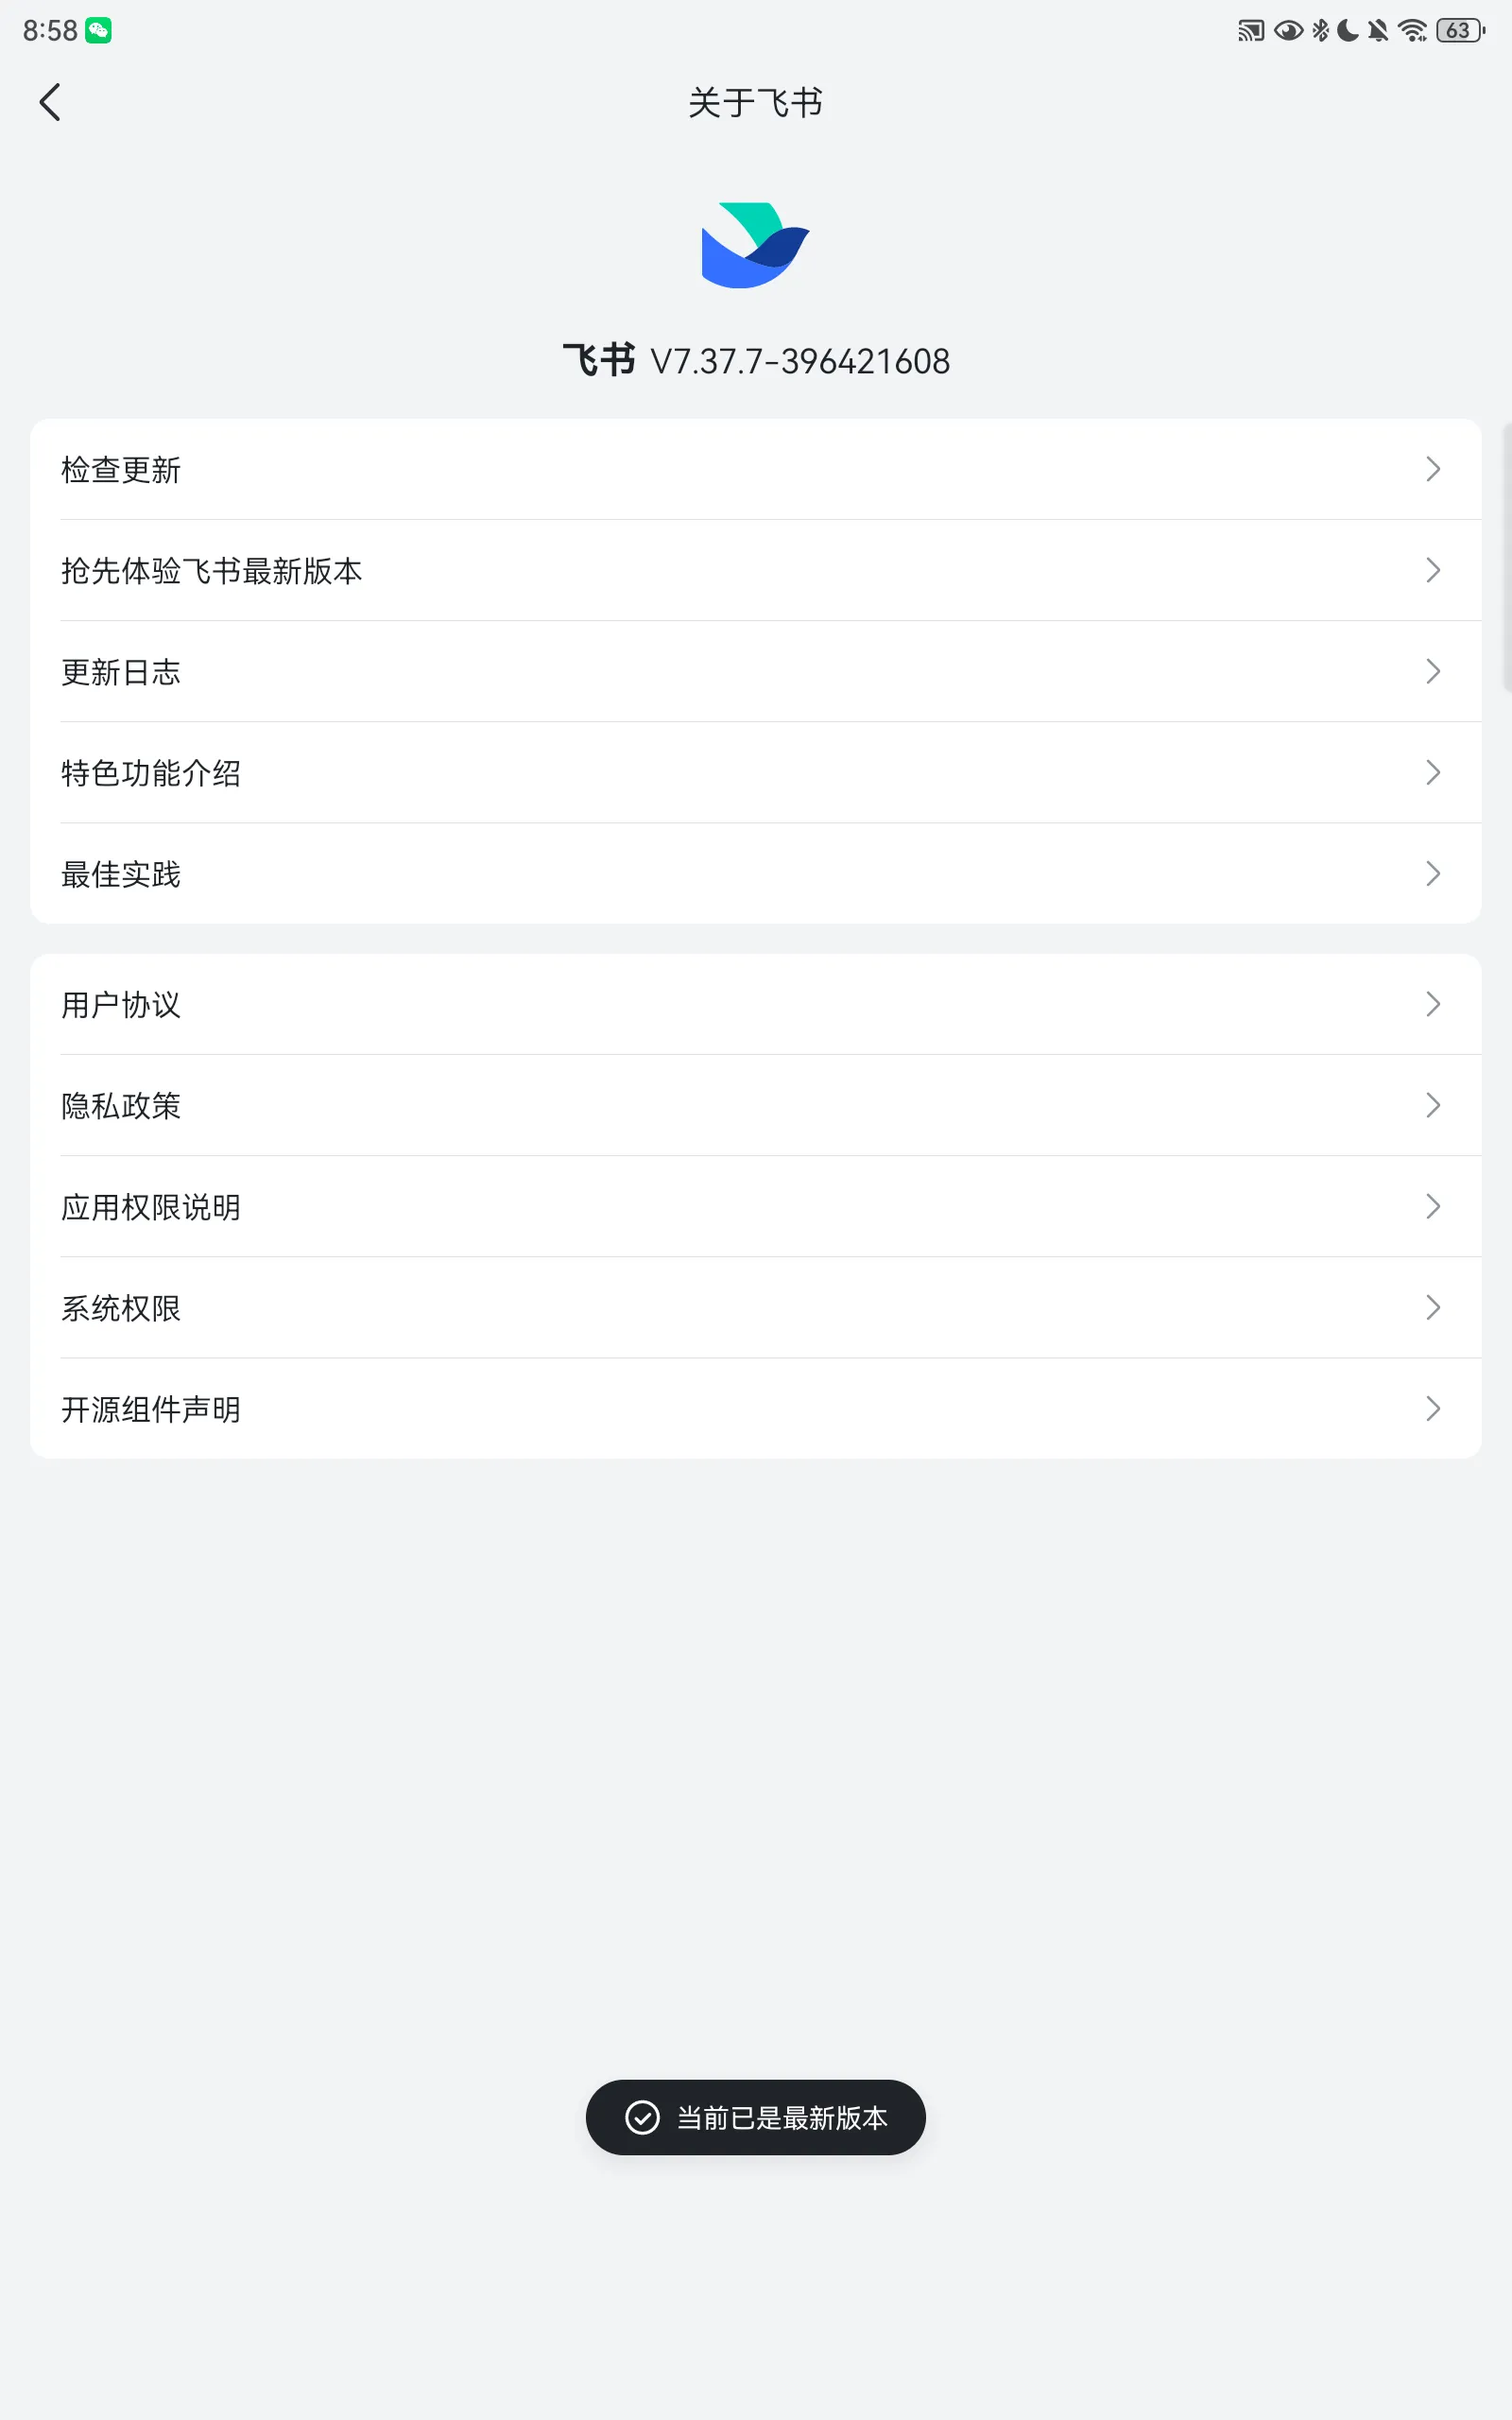 8:58
63
关于飞书
飞书 V7.37.7-396421608
检查更新
抢先体验飞书最新版本
更新日志
特色功能介绍
最佳实践
用户协议
隐私政策
应用权限说明
系统权限
开源组件声明
当前已是最新版本